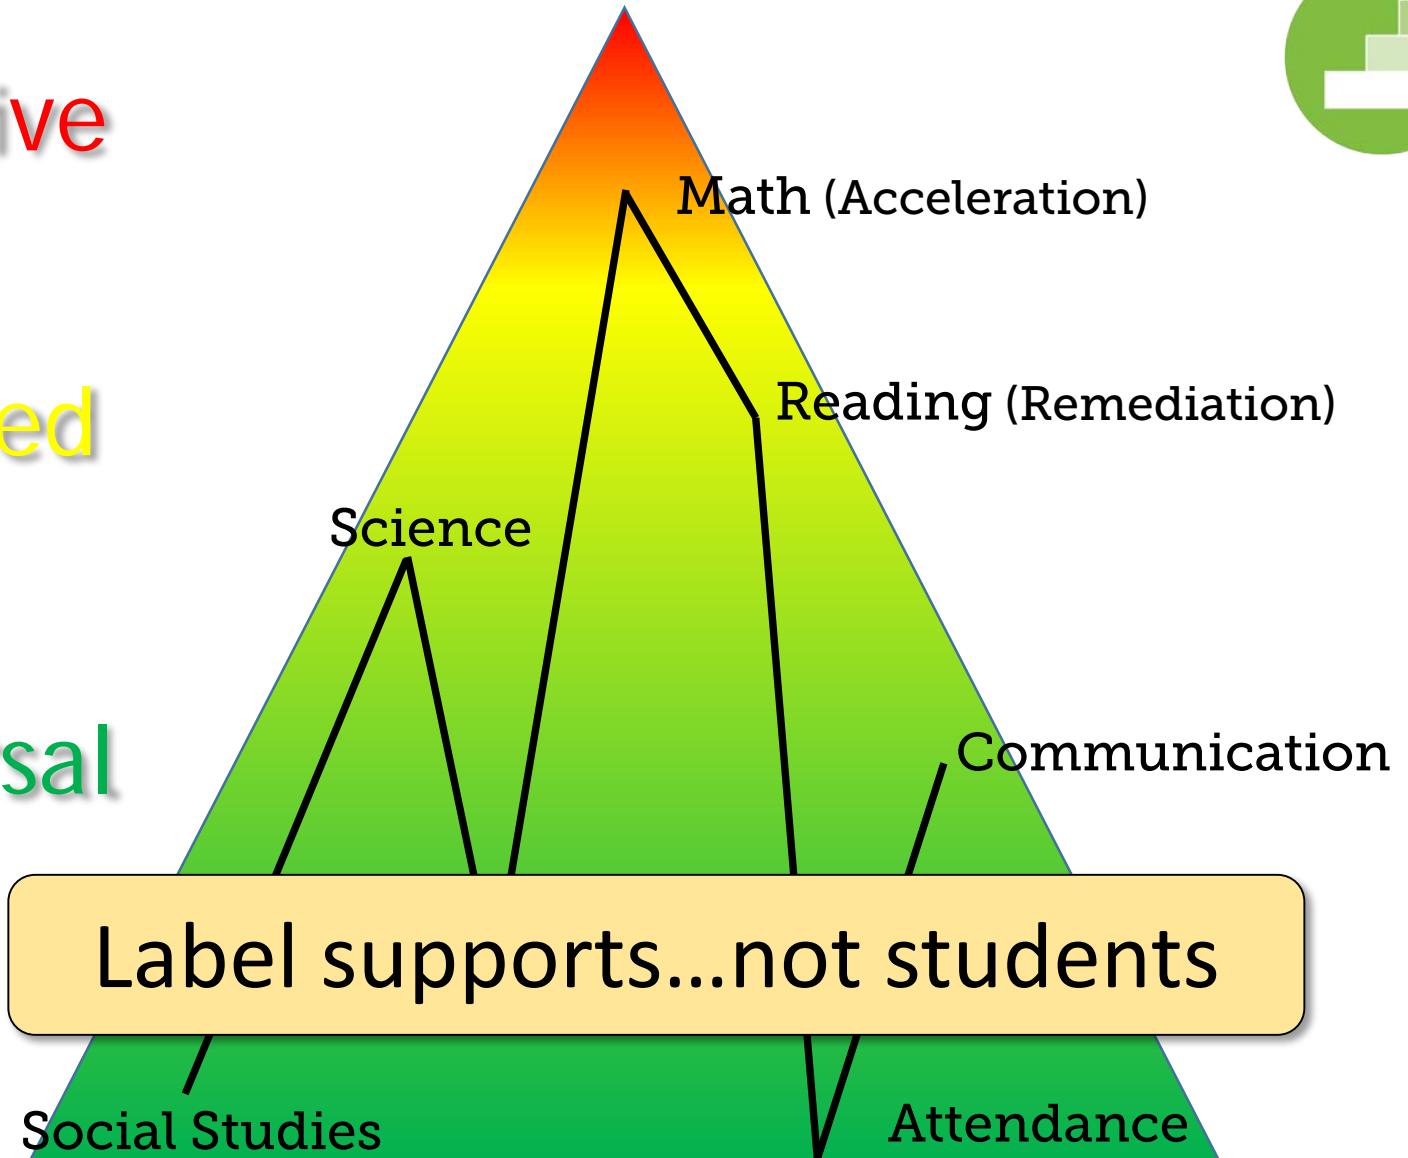 ive
Math (Acceleration)
Reading (Remediation)
ed
Science
sal
Communication
Label supports...not students
Social Studies
Attendance